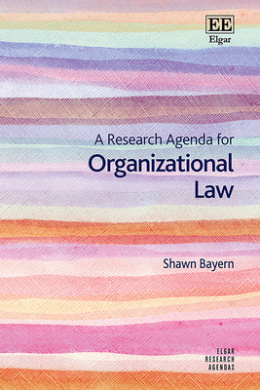 EE
Elgar
A Research Agenda for
Organizational
Law
Shawn Bayern
ELGAR
RESEARCH
AGENDAS